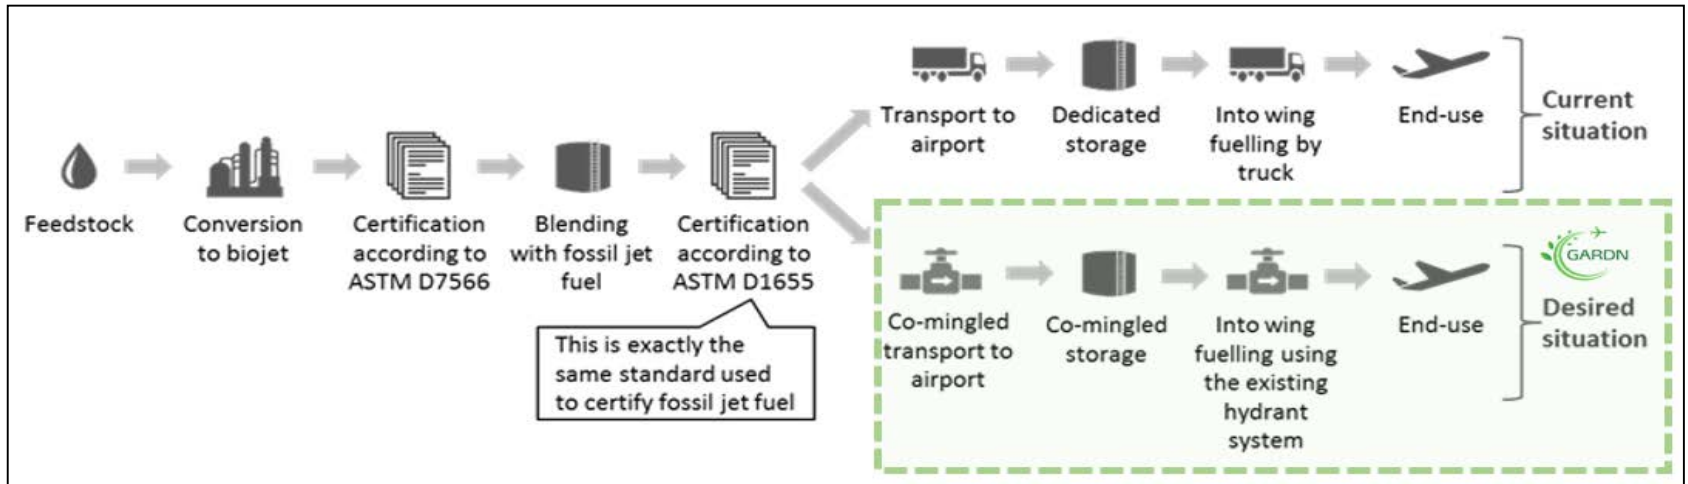 Feedstock
Conversion
to biojet
Certification
according to
ASTM D7566
Blending
with fossil jet
fuel
Certification
according to
ASTM D1655
This is exactly the
same standard used
to certify fossil jet fuel
Transport to
airport
Dedicated
storage
Into wing
fuelling by
truck
End-use
Current
situation
Co-mingled
transport to
airport
Co-mingled
storage
Into wing
fuelling using
the existing
hydrant
system
End-use
GARDN
Desired
situation